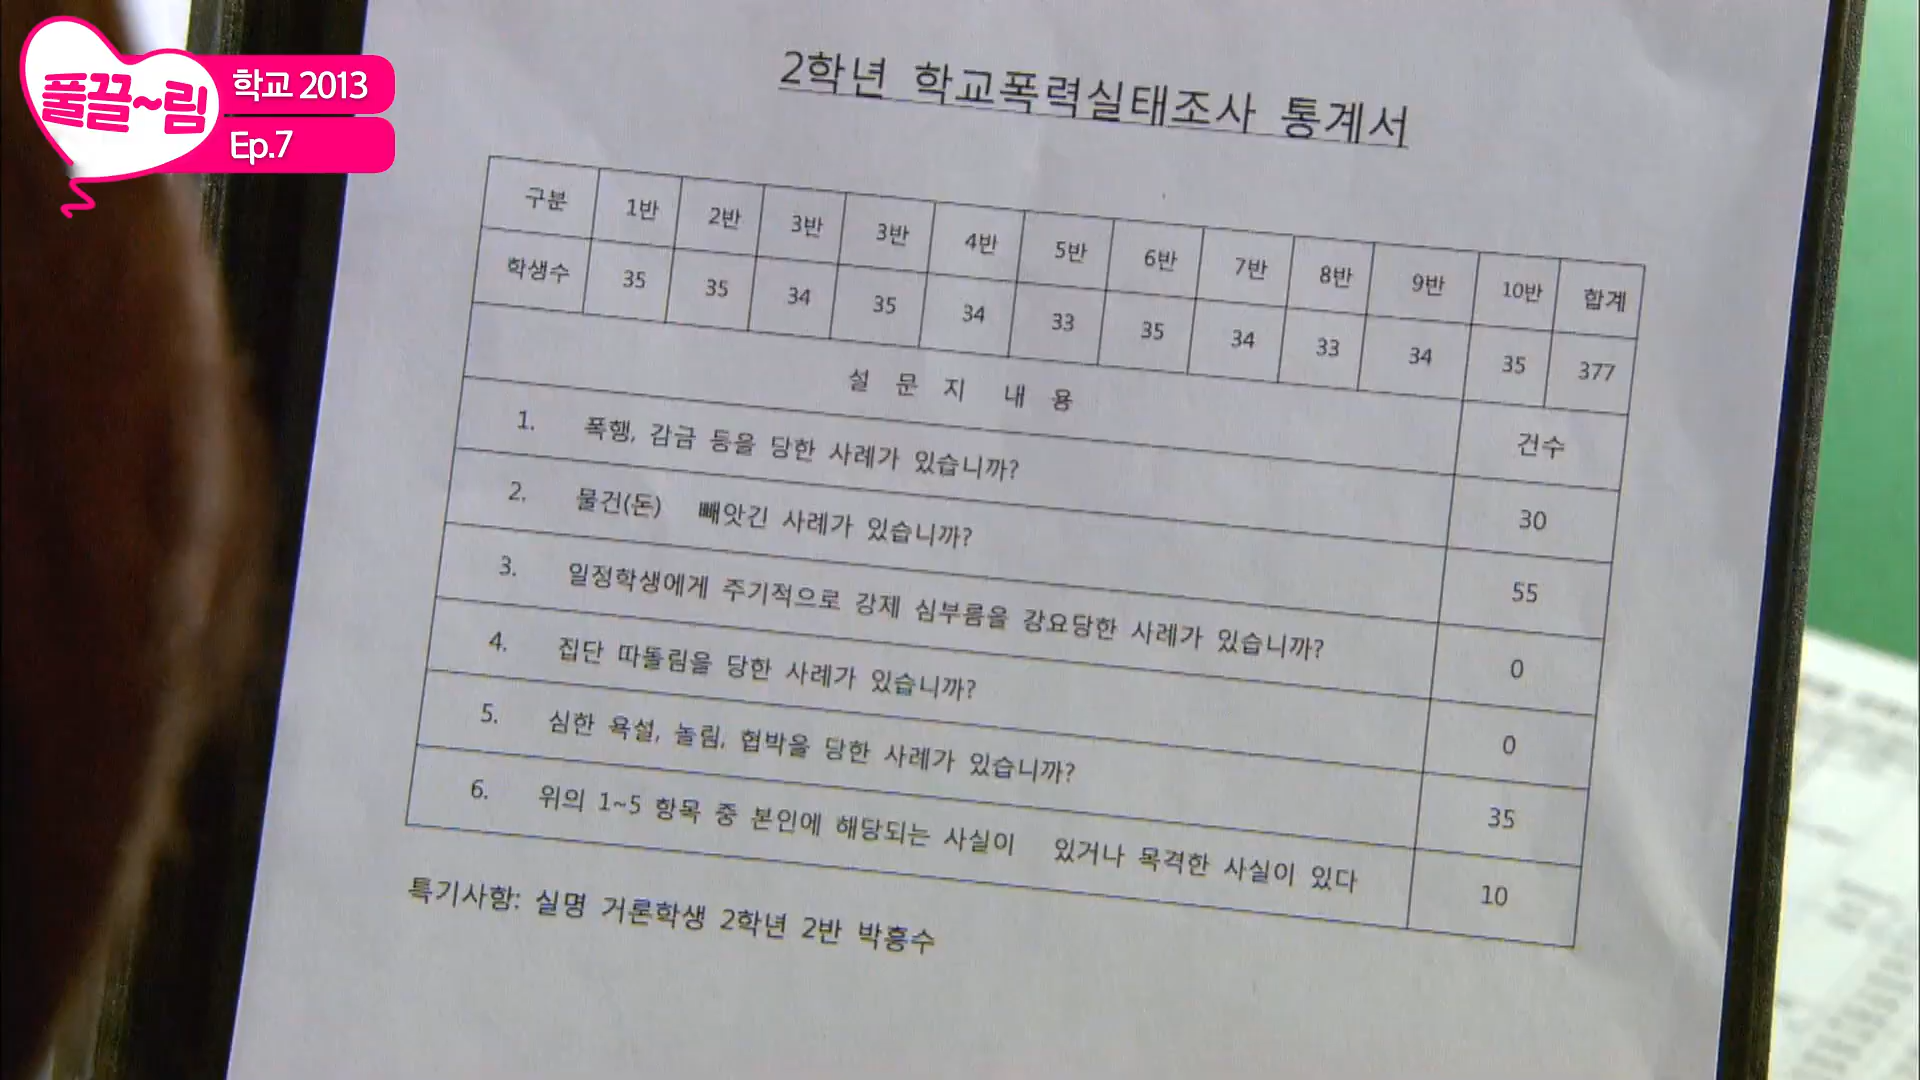 풀끌~림
학교 2013
Ep.7
2학년 학교폭력실태조사 통계서
구분 1반 2반 3반 3반 4반 5반 6반 7반 8반 9반 10반 합계
학생수 35 35 34 35 34 33 35 34 33 34 35 377
설 문 지 내 용 건수
1. 폭행, 감금 등을 당한 사례가 있습니까? 30
2. 물건(돈) 빼앗긴 사례가 있습니까? 55
3. 일정학생에게 주기적으로 강제 심부름을 강요당한 사례가 있습니까? 0
4. 집단 따돌림을 당한 사례가 있습니까? 0
5. 심한 욕설, 놀림, 협박을 당한 사례가 있습니까? 35
6. 위의 1~5 항목 중 본인에 해당되는 사실이 있거나 목격한 사실이 있다 10
특기사항: 실명 거론학생 2학년 2반 박흥수